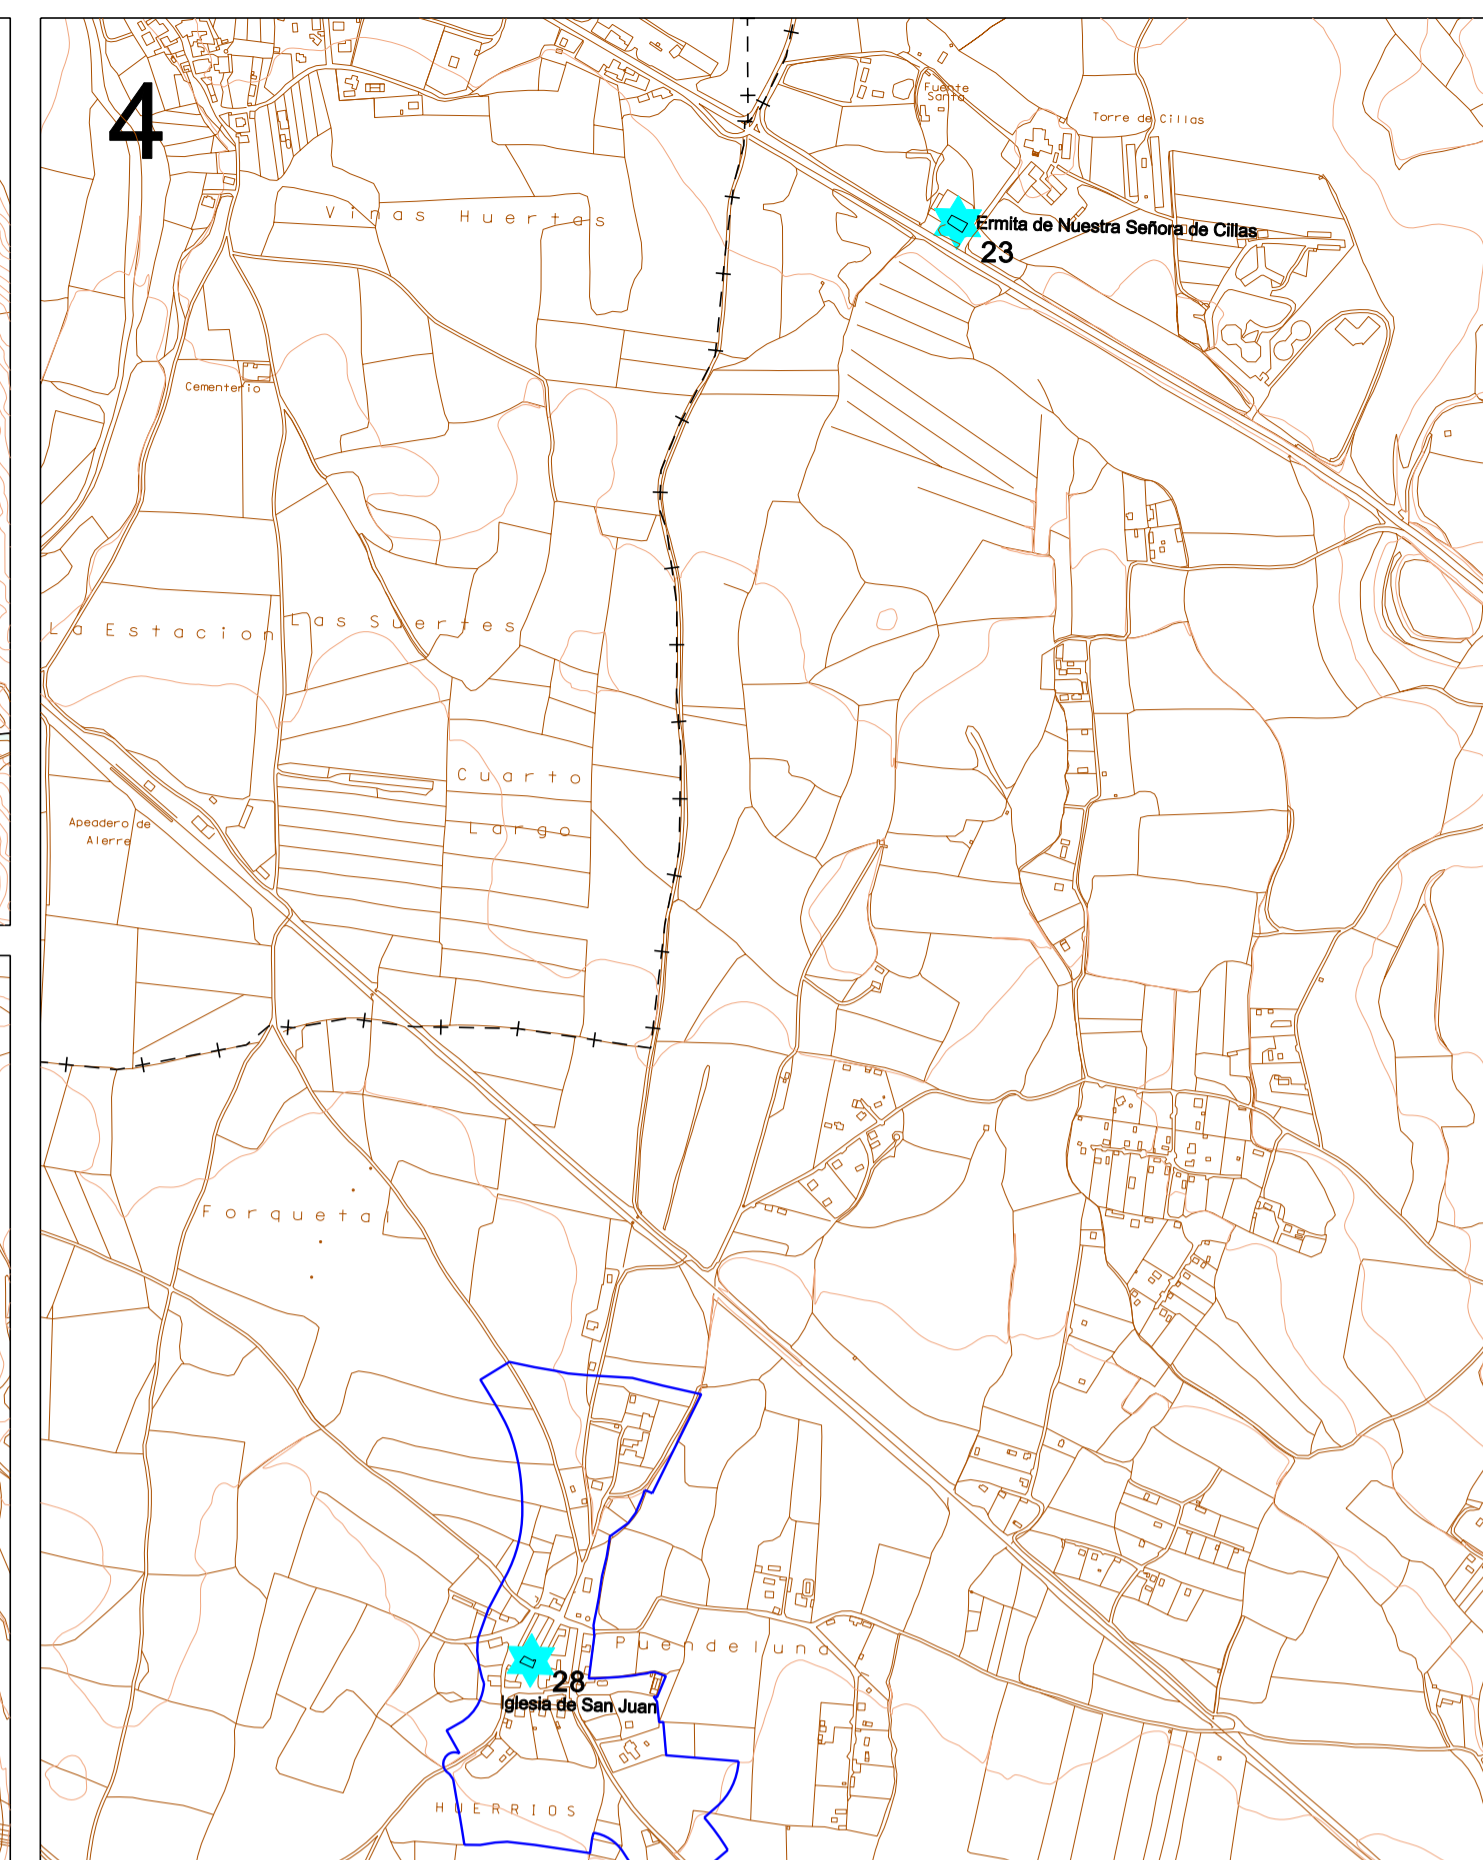 4
Fuente
Santa
Torre de Cillas
Viñas Huertas
Ermita de Nuestra Señora de Cillas
23
Cementerio
La Estacion
Las Suertes
Cuarto
Largo
Apeadero de
Alerre
Forquetal
Puendeluna
28
Iglesia de San Juan
HUERRIOS